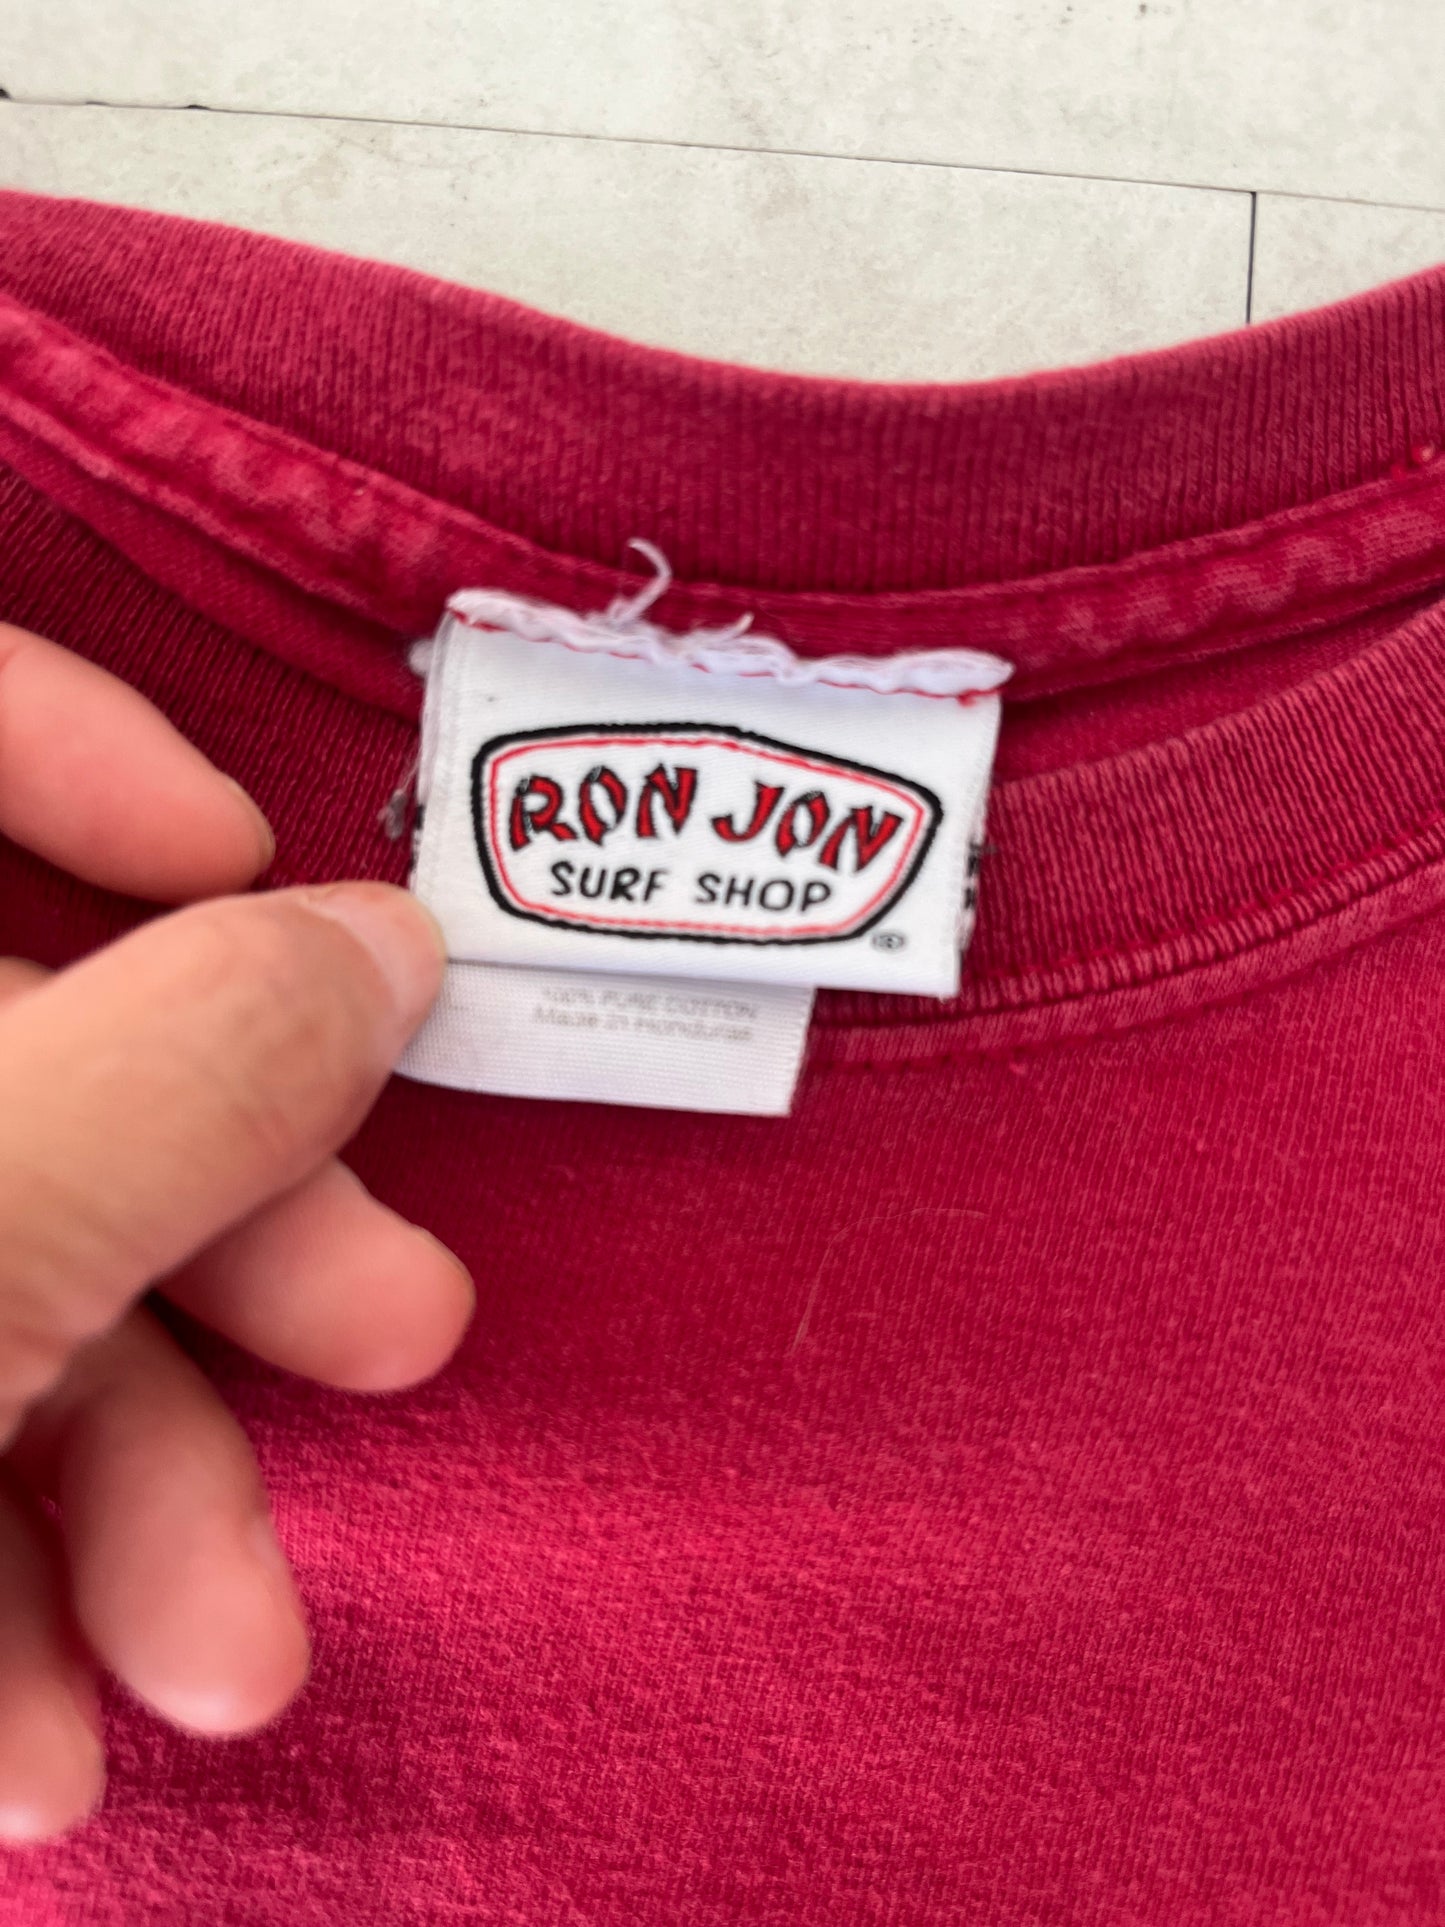 RON JON
SURF SHOP
®
100% PURE COTTON
Made in Honduras